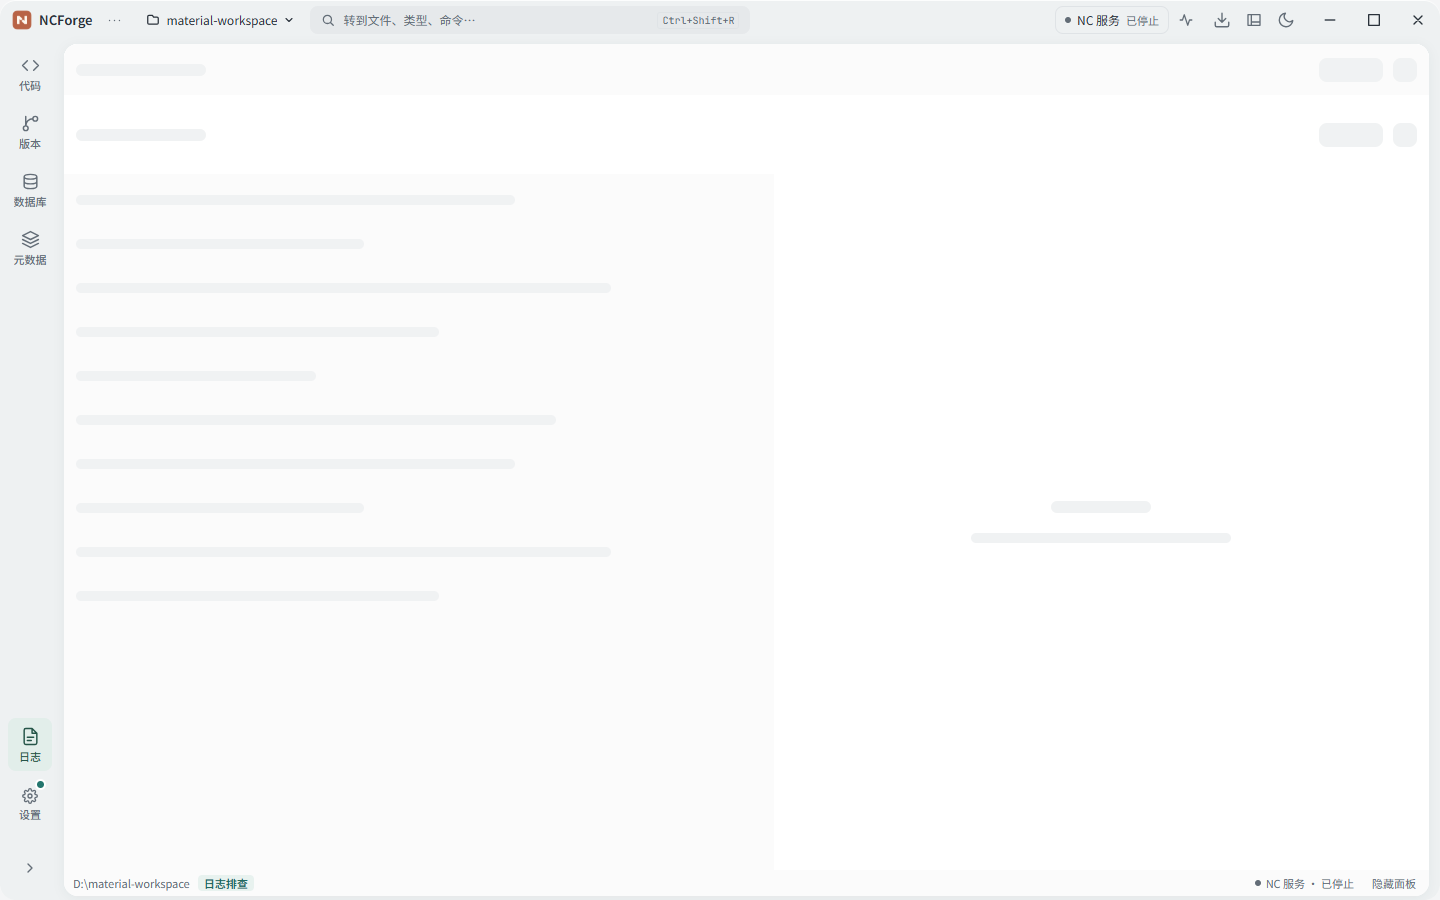 NCForge ··· material-workspace 转到文件、类型、命令··· Ctrl+Shift+R NC 服务 已停止
代码
版本
数据库
元数据
日志
设置
D:\material-workspace 日志排查 NC 服务 · 已停止 隐藏面板